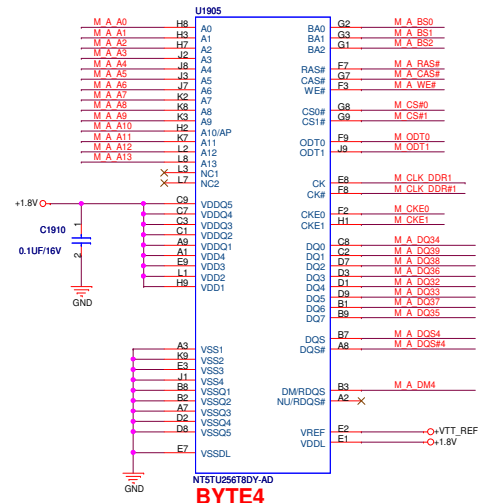 U1905
M_A_A0 H8 A0 BA0 G2 M_A_BS0
M_A_A1 H3 A1 BA1 G3 M_A_BS1
M_A_A2 H7 A2 BA2 G1 M_A_BS2
M_A_A3 J2 A3
M_A_A4 J8 A4 RAS# F7 M_A_RAS#
M_A_A5 J3 A5 CAS# G7 M_A_CAS#
M_A_A6 J7 A6 WE# F3 M_A_WE#
M_A_A7 K2 A7
M_A_A8 K8 A8 CS0# G8 M_CS#0
M_A_A9 K3 A9 CS1# G9 M_CS#1
M_A_A10 H2 A10/AP
M_A_A11 K7 A11 ODT0 F9 M_ODT0
M_A_A12 L2 A12 ODT1 J9 M_ODT1
M_A_A13 L8 A13
L3 NC1
L7 NC2 CK E8 M_CLK_DDR1
CK# F8 M_CLK_DDR#1
+1.8V C9 VDDQ5
C7 VDDQ4 CKE0 F2 M_CKE0
C3 VDDQ3 CKE1 H1 M_CKE1
C1 VDDQ2
C1910 1
A9 VDDQ1 DQ0 C8 M_A_DQ34
A1 VDD4 DQ1 C2 M_A_DQ39
0.1UF/16V 2
E9 VDD3 DQ2 D7 M_A_DQ38
L1 VDD2 DQ3 D3 M_A_DQ36
H9 VDD1 DQ4 D1 M_A_DQ32
DQ5 D9 M_A_DQ33
GND
DQ6 B1 M_A_DQ37
DQ7 B9 M_A_DQ35
DQS B7 M_A_DQS4
A3 VSS1 DQS# A8 M_A_DQS#4
K9 VSS2
E3 VSS3
J1 VSS4
B8 VSSQ1 DM/RDQS B3 M_A_DM4
B2 VSSQ2 NU/RDQS# A2
A7 VSSQ3
D2 VSSQ4
D8 VSSQ5 VREF E2 +VTT_REF
VDDL E1 +1.8V
E7 VSSDL
GND
NT5TU256T8DY-AD
BYTE4